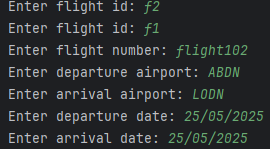 Enter flight id: f2
Enter flight id: f1
Enter flight number: flight102
Enter departure airport: ABDN
Enter arrival airport: LODN
Enter departure date: 25/05/2025
Enter arrival date: 25/05/2025